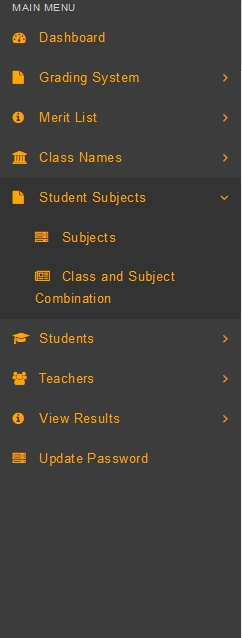 MAIN MENU
Dashboard
Grading System
Merit List
Class Names
Student Subjects
Subjects
Class and Subject
Combination
Students
Teachers
View Results
Update Password